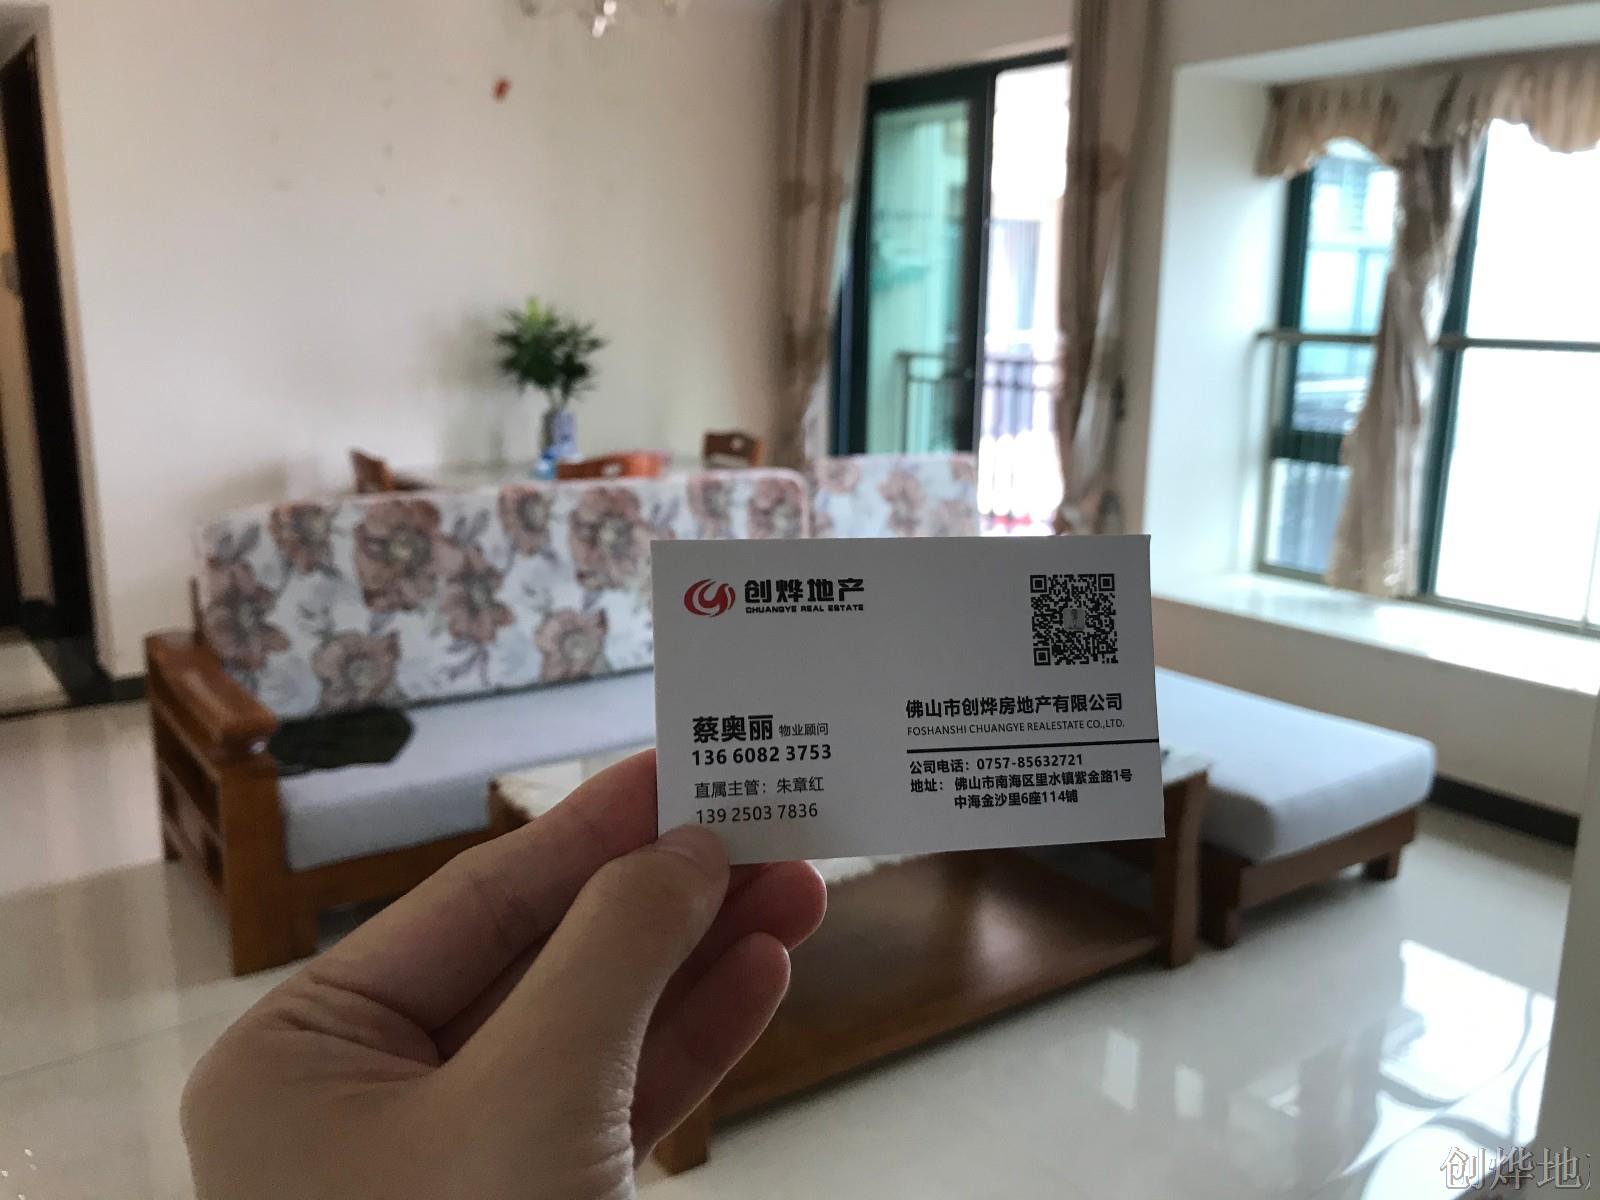 创烨地产
CHUANGYE REAL ESTATE
蔡奥丽 物业顾问
136 6082 3753
直属主管：朱章红
139 2503 7836
佛山市创烨房地产有限公司
FOSHANSHI CHUANGYE REALESTATE CO.,LTD.
公司电话：0757-85632721
地址：佛山市南海区里水镇紫金路1号
中海金沙里6座114铺
创烨地